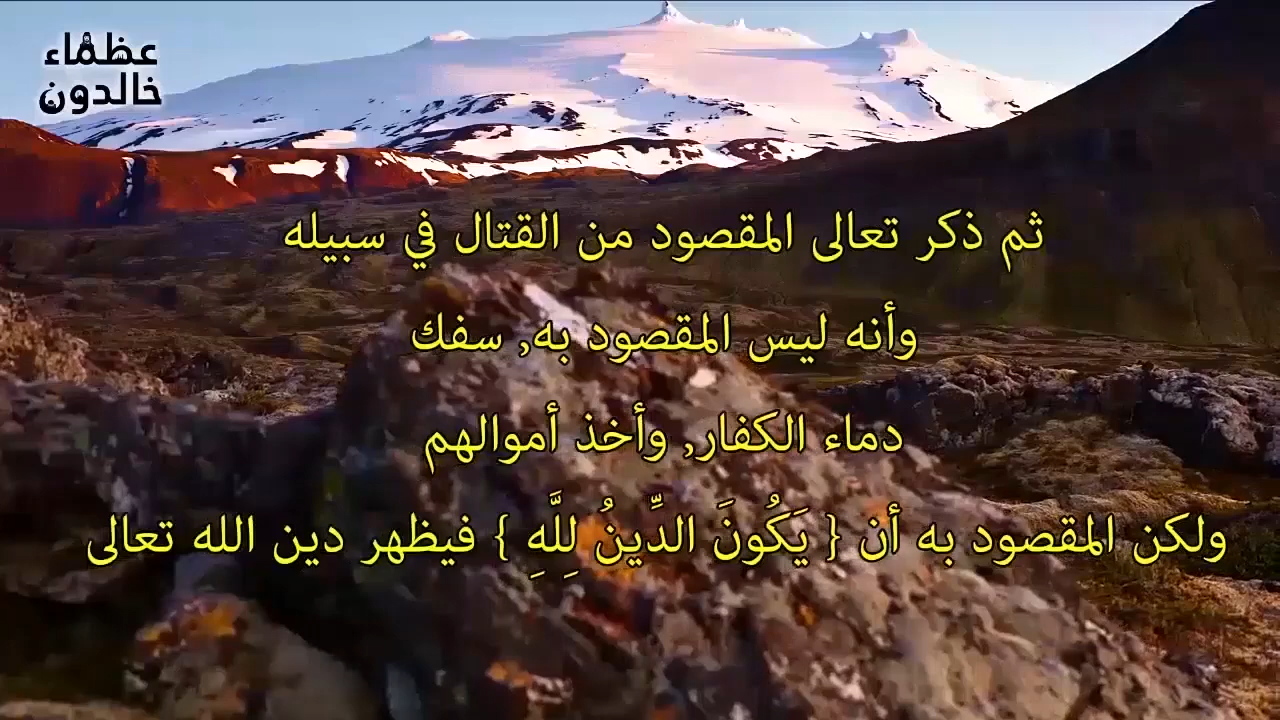 عظماء
خالدون
ثم ذكر تعالى المقصود من القتال في سبيله
وأنه ليس المقصود به, سفك
دماء الكفار, وأخذ أموالهم
ولكن المقصود به أن { يَكُونَ الدِّينُ لِلَّهِ } فيظهر دين الله تعالى